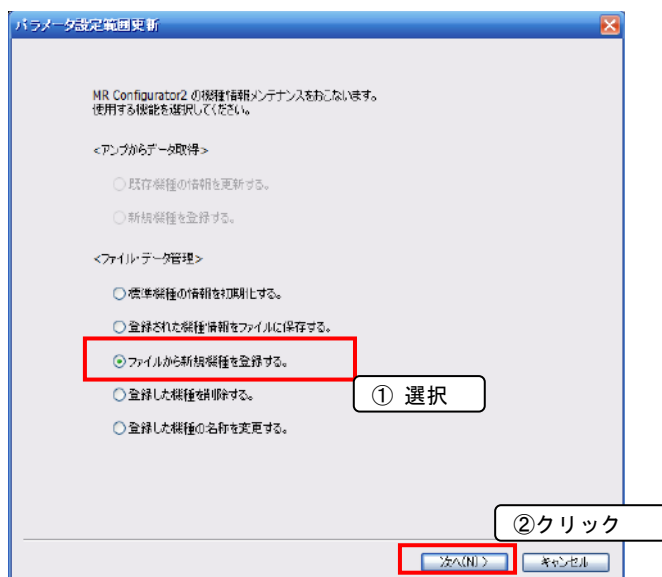 パラメータ設定範囲更新
MR Configurator2 の機種情報メンテナンスをおこないます。
使用する機能を選択してください。
<アンプからデータ取得>
既存機種の情報を更新する。
新規機種を登録する。
<ファイル・データ管理>
標準機種の情報を初期化する。
登録された機種情報をファイルに保存する。
ファイルから新規機種を登録する。
① 選択
登録した機種を削除する。
登録した機種の名称を変更する。
②クリック
次へ(N) >
キャンセル